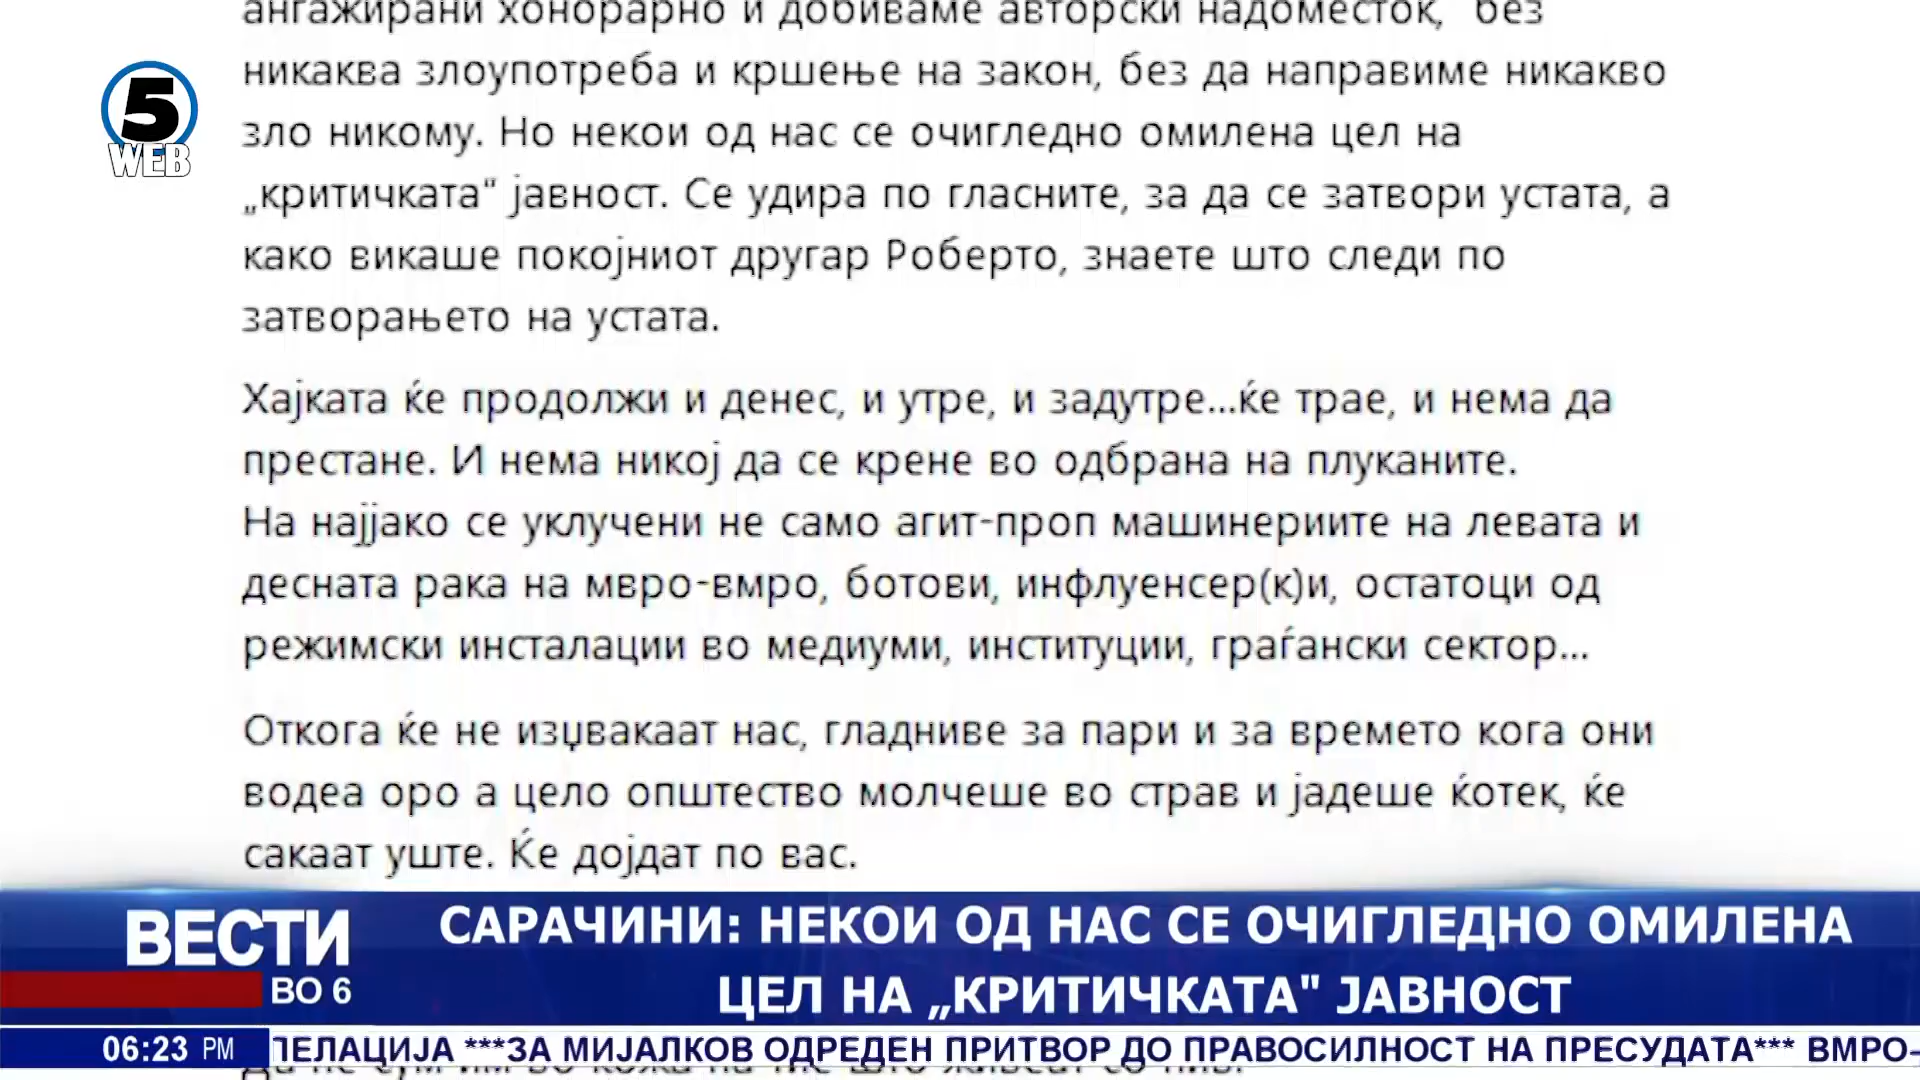 ангажирани хонорарно и добиваме авторски надоместок, без
никаква злоупотреба и кршење на закон, без да направиме никакво
зло никому. Но некои од нас се очигледно омилена цел на
„критичката“ јавност. Се удира по гласните, за да се затвори устата, а
како викаше покојниот другар Роберто, знаете што следи по
затворањето на устата.
Хајката ќе продолжи и денес, и утре, и задутре...ќе трае, и нема да
престане. И нема никој да се крене во одбрана на плуканите.
На најјако се уклучени не само агит-проп машинериите на левата и
десната рака на мвро-вмро, ботови, инфлуенсер(к)и, остатоци од
режимски инсталации во медиуми, институции, граѓански сектор...
Откога ќе не изџвакаат нас, гладниве за пари и за времето кога они
водеа оро а цело општество молчеше во страв и јадеше ќотек, ќе
сакаат уште. Ќе дојдат по вас.
5
WEB
ВЕСТИ
ВО 6
САРАЧИНИ: НЕКОИ ОД НАС СЕ ОЧИГЛЕДНО ОМИЛЕНА
ЦЕЛ НА „КРИТИЧКАТА" ЈАВНОСТ
06:23 PM
ПЕЛАЦИЈА ***ЗА МИЈАЛКОВ ОДРЕДЕН ПРИТВОР ДО ПРАВОСИЛНОСТ НА ПРЕСУДАТА*** ВМРО-